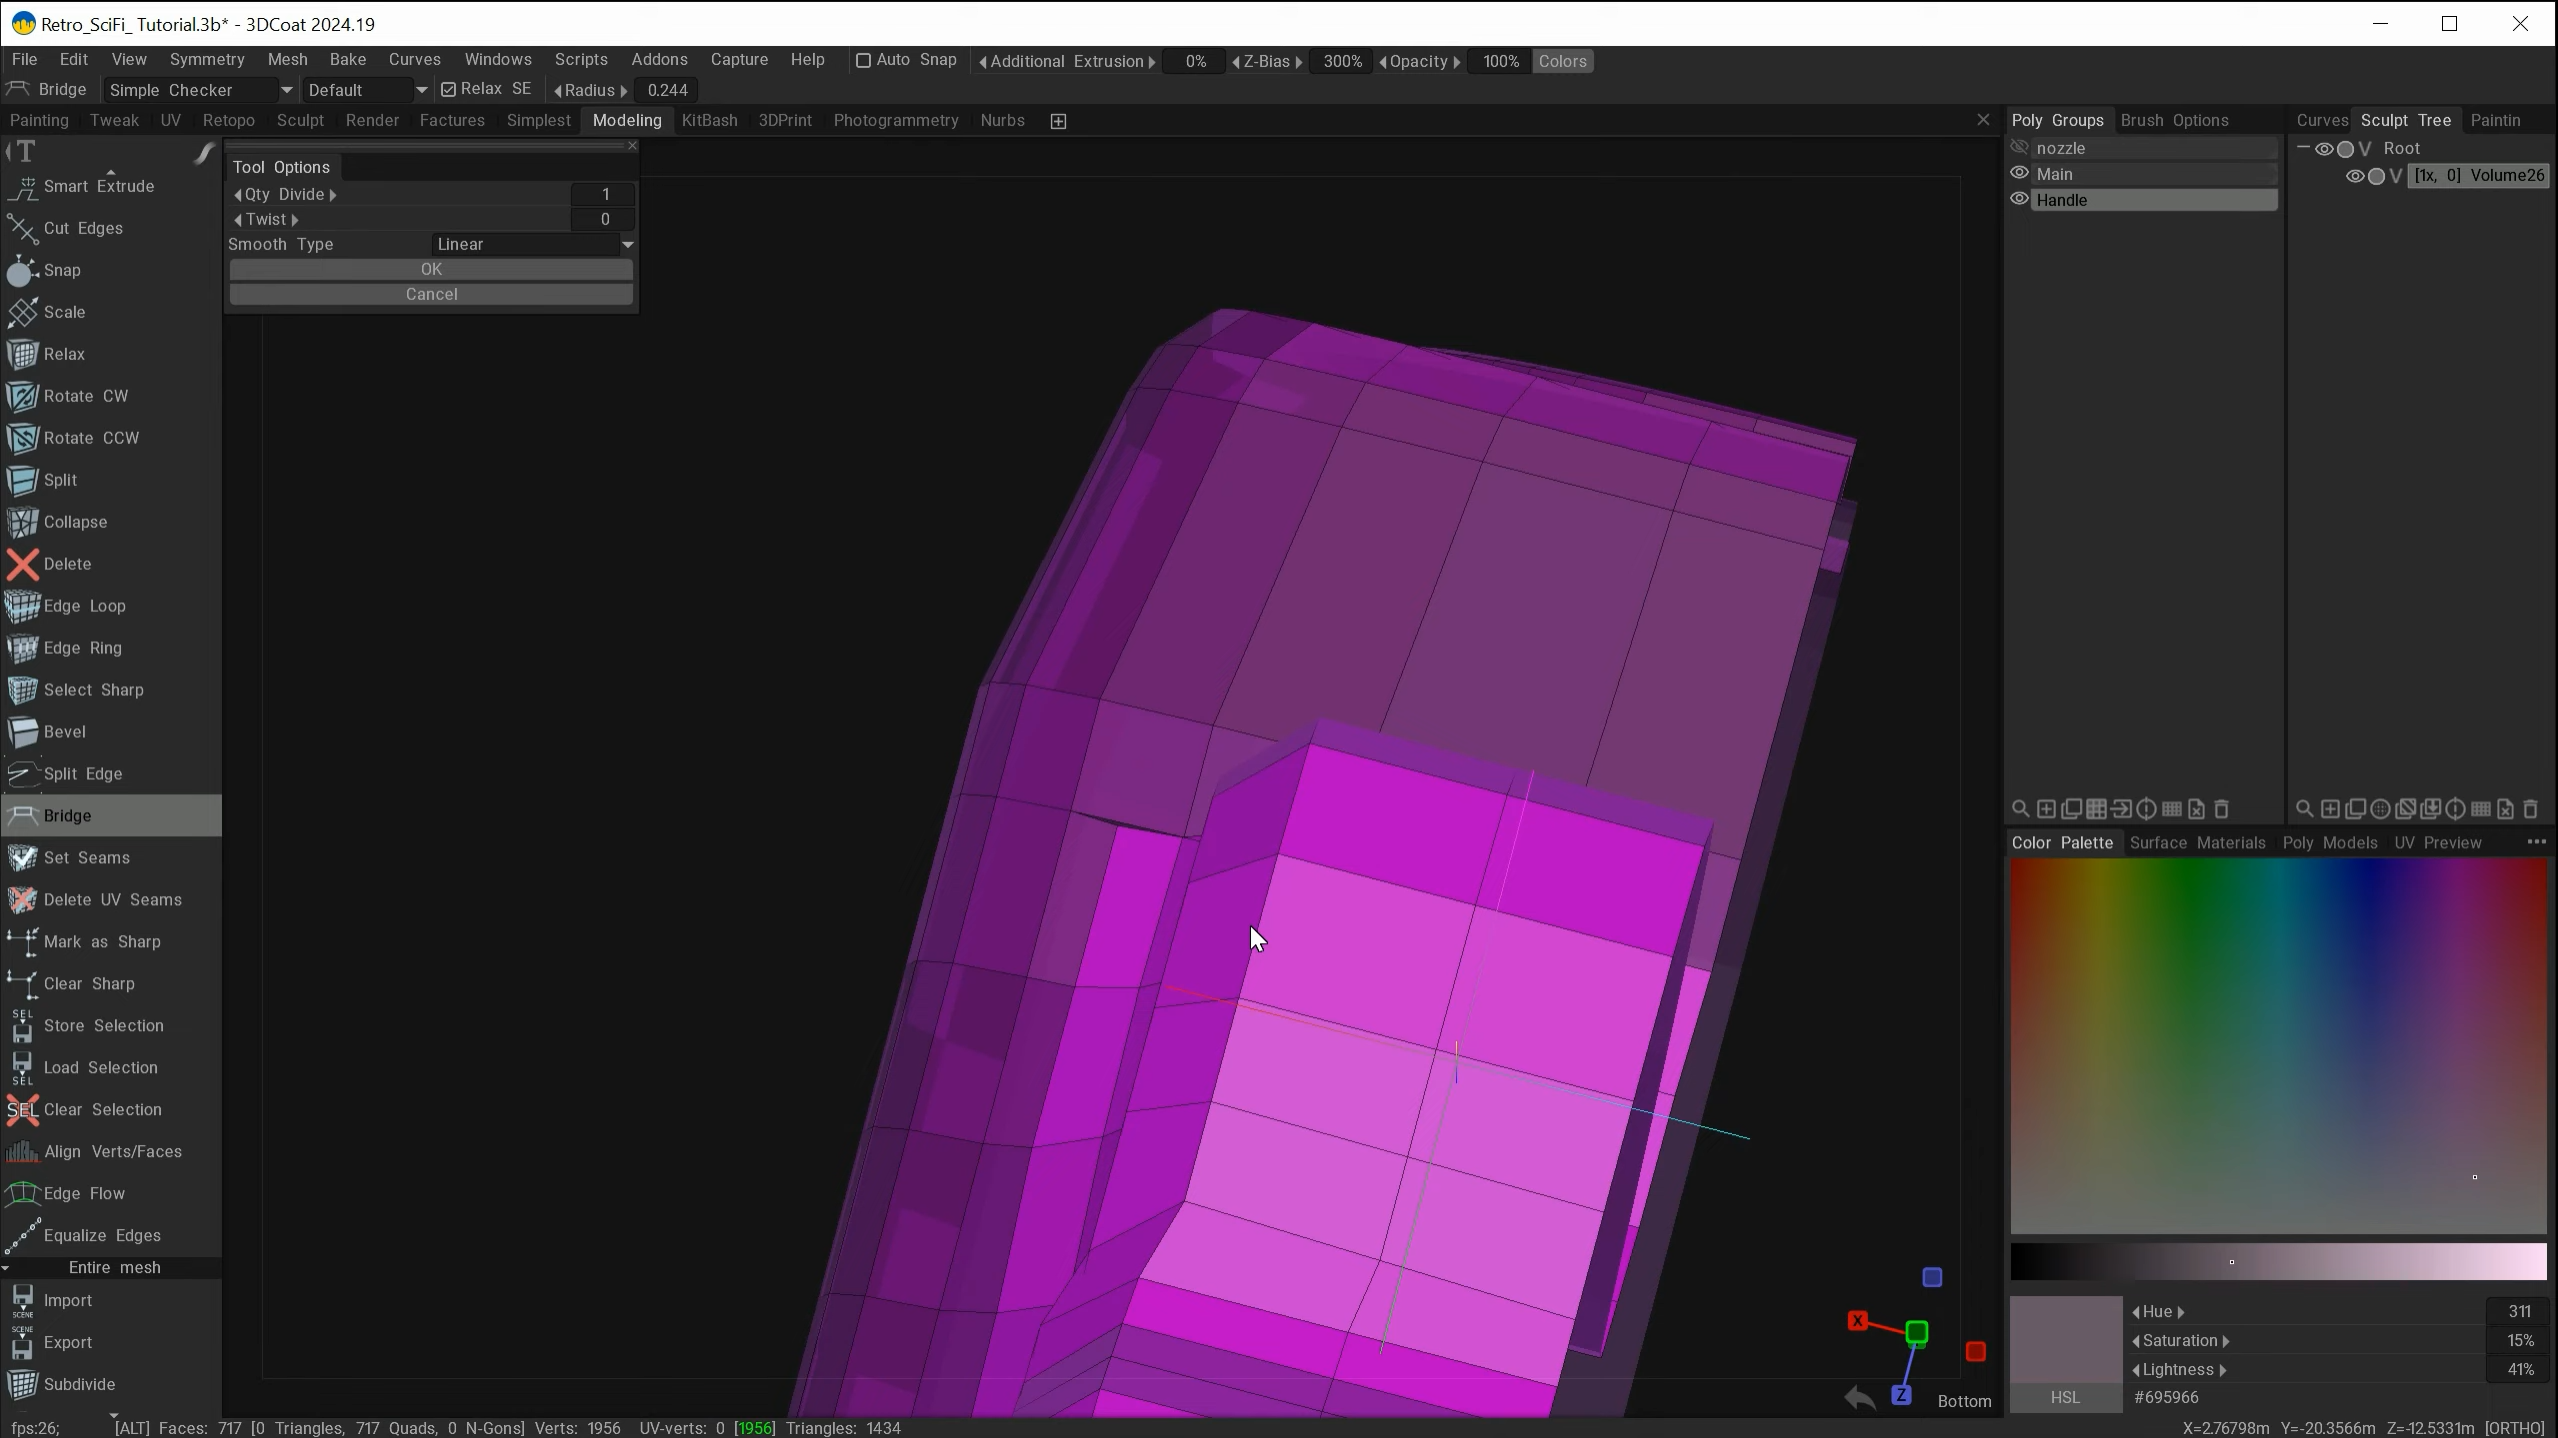 Retro_SciFi_ Tutorial.3b* - 3DCoat 2024.19
File Edit View Symmetry Mesh Bake Curves Windows Scripts Addons Capture Help Auto Snap Additional Extrusion 0% Z-Bias 300% Opacity 100% Colors
Bridge Simple Checker Default Relax SE Radius 0.244
Painting Tweak UV Retopo Sculpt Render Factures Simplest Modeling KitBash 3DPrint Photogrammetry Nurbs
Poly Groups Brush Options
Curves Sculpt Tree Paintin
T
Tool Options
Qty Divide 1
Twist 0
Smooth Type Linear
OK
Cancel
Smart Extrude
Cut Edges
Snap
Scale
Relax
Rotate CW
Rotate CCW
Split
Collapse
Delete
Edge Loop
Edge Ring
Select Sharp
Bevel
Split Edge
Bridge
Set Seams
Delete UV Seams
Mark as Sharp
Clear Sharp
SEL Store Selection
SEL Load Selection
SEL Clear Selection
Align Verts/Faces
Edge Flow
Equalize Edges
Entire mesh
SCENE Import
SCENE Export
Subdivide
nozzle
Main
Handle
V Root
V [1x, 0] Volume26
Color Palette Surface Materials Poly Models UV Preview
Hue 311
Saturation 15%
Lightness 41%
HSL #695966
X
Z
Bottom
fps:26; [ALT] Faces: 717 [0 Triangles, 717 Quads, 0 N-Gons] Verts: 1956 UV-verts: 0 [1956] Triangles: 1434
X=2.76798m Y=-20.3566m Z=-12.5331m [ORTHO]